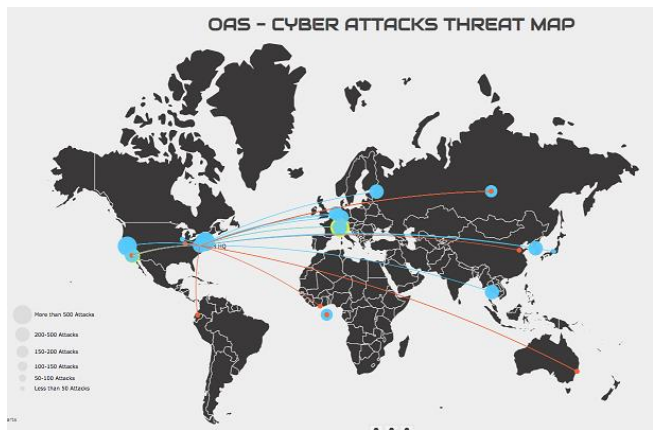 OAS - CYBER ATTACKS THREAT MAP
More than 500 Attacks
200-500 Attacks
150-200 Attacks
100-150 Attacks
50-100 Attacks
Less than 50 Attacks